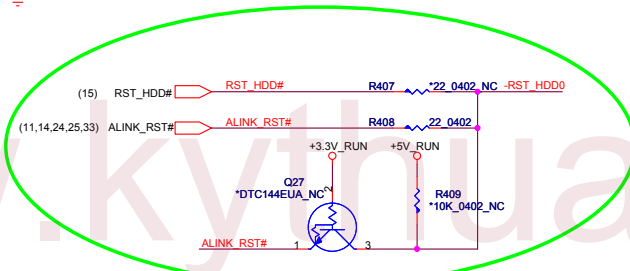 RST_HDD# R407 *22_0402_NC -RST_HDD0
(15) RST_HDD#
ALINK_RST# R408 22_0402
(11,14,24,25,33) ALINK_RST#
+3.3V_RUN +5V_RUN
Q27 2
*DTC144EUA_NC
R409
*10K_0402_NC
ALINK_RST# 1 3
.kythua